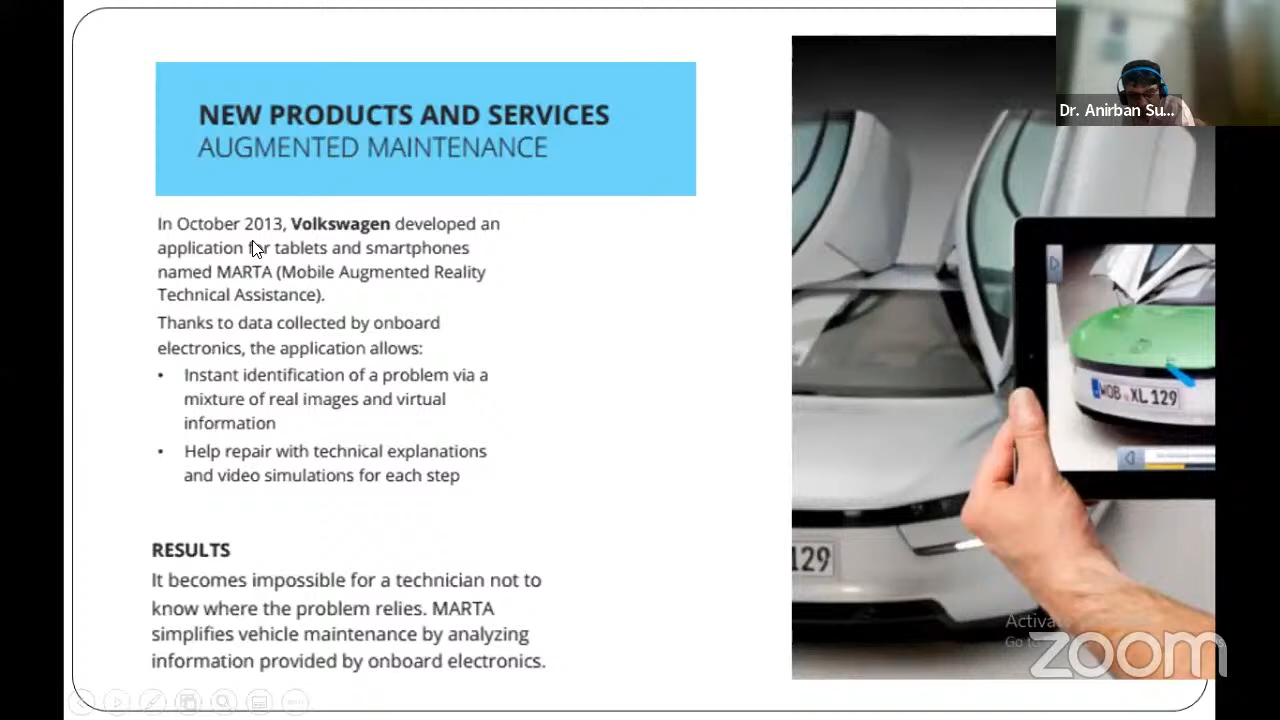 NEW PRODUCTS AND SERVICES
AUGMENTED MAINTENANCE
Dr. Anirban Su...
In October 2013, Volkswagen developed an
application for tablets and smartphones
named MARTA (Mobile Augmented Reality
Technical Assistance).
Thanks to data collected by onboard
electronics, the application allows:
• Instant identification of a problem via a
mixture of real images and virtual
information
• Help repair with technical explanations
and video simulations for each step
RESULTS
It becomes impossible for a technician not to
know where the problem relies. MARTA
simplifies vehicle maintenance by analyzing
information provided by onboard electronics.
WOB XL 129
129
Activate
Go to
zoom